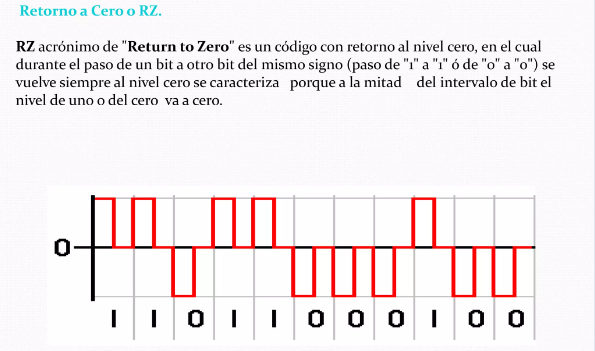 Retorno a Cero o RZ.
RZ acrónimo de "Return to Zero" es un código con retorno al nivel cero, en el cual
durante el paso de un bit a otro bit del mismo signo (paso de "1" a "1" ó de "0" a "0") se
vuelve siempre al nivel cero se caracteriza porque a la mitad del intervalo de bit el
nivel de uno o del cero va a cero.
0
1 1 0 1 1 0 0 0 1 0 0